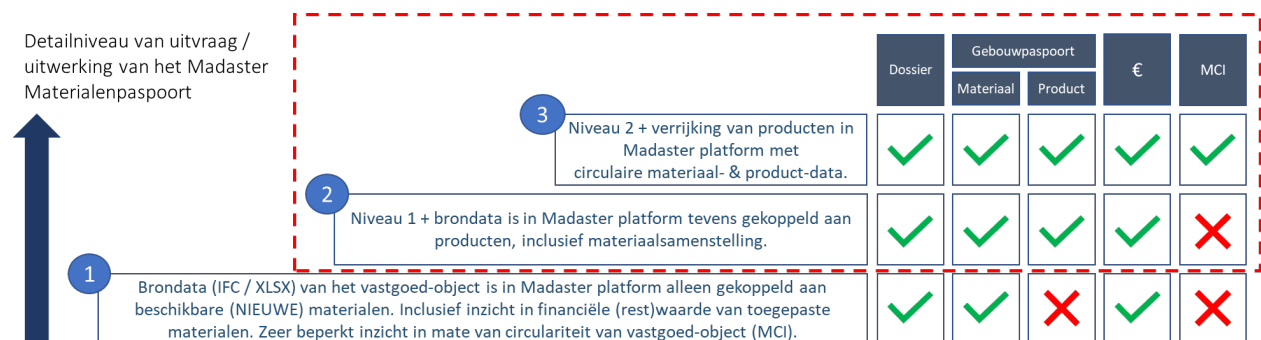 Detailniveau van uitvraag /
uitwerking van het Madaster
Materialenpaspoort
Dossier
Gebouwpaspoort
Materiaal
Product
€
MCI
3
Niveau 2 + verrijking van producten in
Madaster platform met
circulaire materiaal- & product-data.
2
Niveau 1 + brondata is in Madaster platform tevens gekoppeld aan
producten, inclusief materiaalsamenstelling.
1
Brondata (IFC / XLSX) van het vastgoed-object is in Madaster platform alleen gekoppeld aan
beschikbare (NIEUWE) materialen. Inclusief inzicht in financiële (rest)waarde van toegepaste
materialen. Zeer beperkt inzicht in mate van circulariteit van vastgoed-object (MCI).